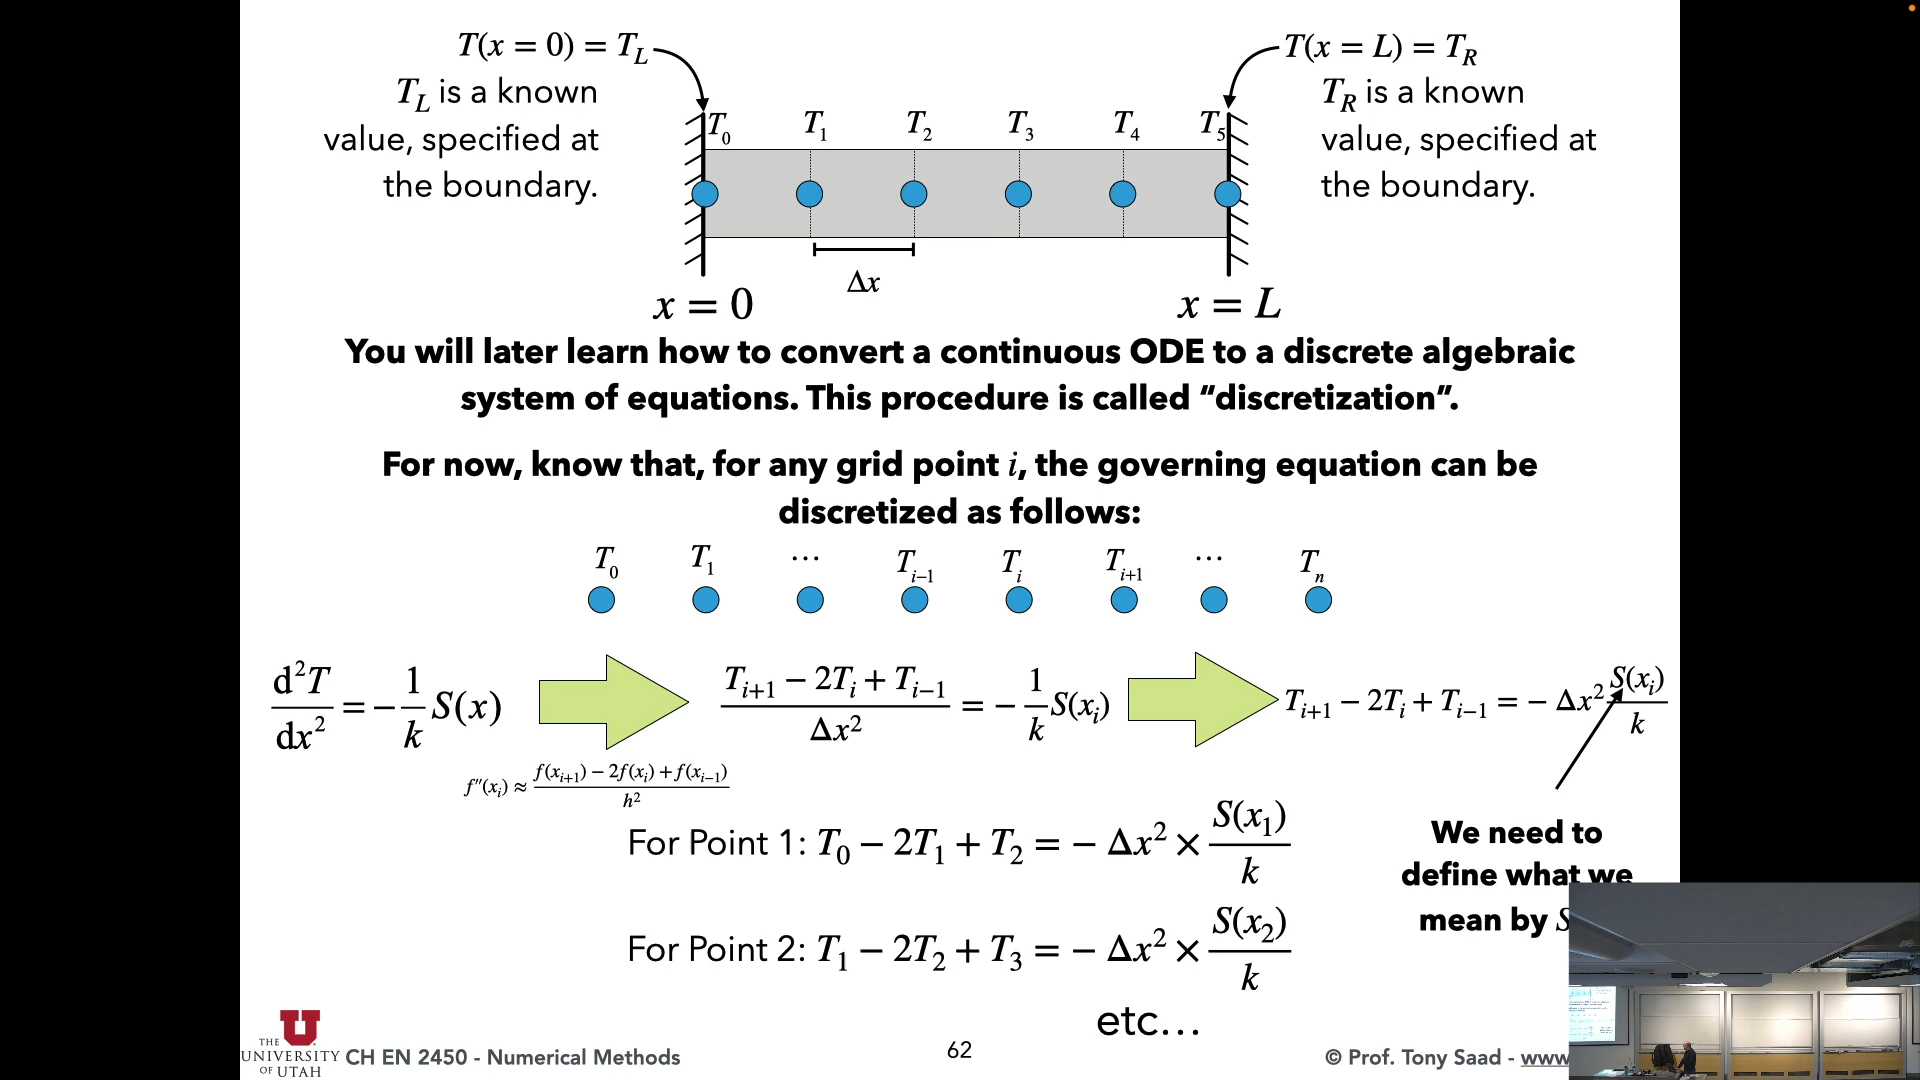 T(x = 0) = T_L
T_L is a known
value, specified at
the boundary.
T(x = L) = T_R
T_R is a known
value, specified at
the boundary.
T_0 T_1 T_2 T_3 T_4 T_5
Δx
x = 0
x = L
You will later learn how to convert a continuous ODE to a discrete algebraic
system of equations. This procedure is called “discretization”.
For now, know that, for any grid point i, the governing equation can be
discretized as follows:
T_0 T_1 ⋯ T_{i−1} T_i T_{i+1} ⋯ T_n
d²T/dx² = −(1/k) S(x)
(T_{i+1} − 2T_i + T_{i−1})/Δx² = −(1/k) S(x_i)
T_{i+1} − 2T_i + T_{i−1} = − Δx² S(x_i)/k
f″(x_i) ≈ (f(x_{i+1}) − 2f(x_i) + f(x_{i−1}))/h²
For Point 1: T_0 − 2T_1 + T_2 = − Δx² × S(x_1)/k
For Point 2: T_1 − 2T_2 + T_3 = − Δx² × S(x_2)/k
etc…
We need to
define what we
mean by S
THE
UNIVERSITY
OF UTAH
CH EN 2450 - Numerical Methods
62
© Prof. Tony Saad - www